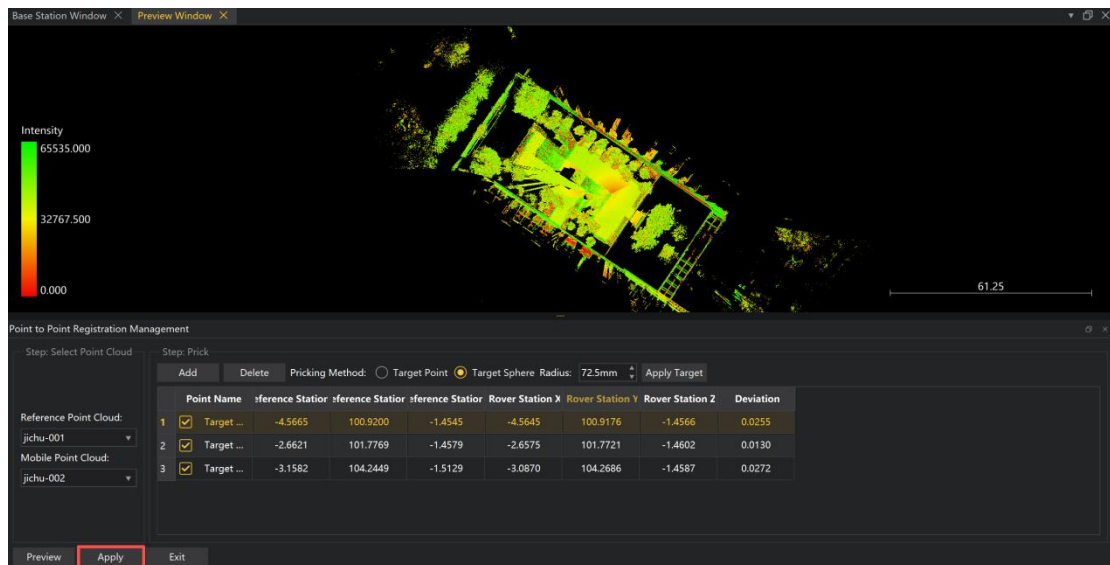 Base Station Window Preview Window
Intensity
65535.000
32767.500
0.000
61.25
Point to Point Registration Management
Step: Select Point Cloud
Step: Prick
Add Delete Pricking Method: Target Point Target Sphere Radius: 72.5mm Apply Target
Point Name eference Station eference Station eference Station Rover Station X Rover Station Y Rover Station Z Deviation
1 Target ... -4.5665 100.9200 -1.4545 -4.5645 100.9176 -1.4566 0.0255
2 Target ... -2.6621 101.7769 -1.4579 -2.6575 101.7721 -1.4602 0.0130
3 Target ... -3.1582 104.2449 -1.5129 -3.0870 104.2686 -1.4587 0.0272
Reference Point Cloud:
jichu-001
Mobile Point Cloud:
jichu-002
Preview Apply Exit